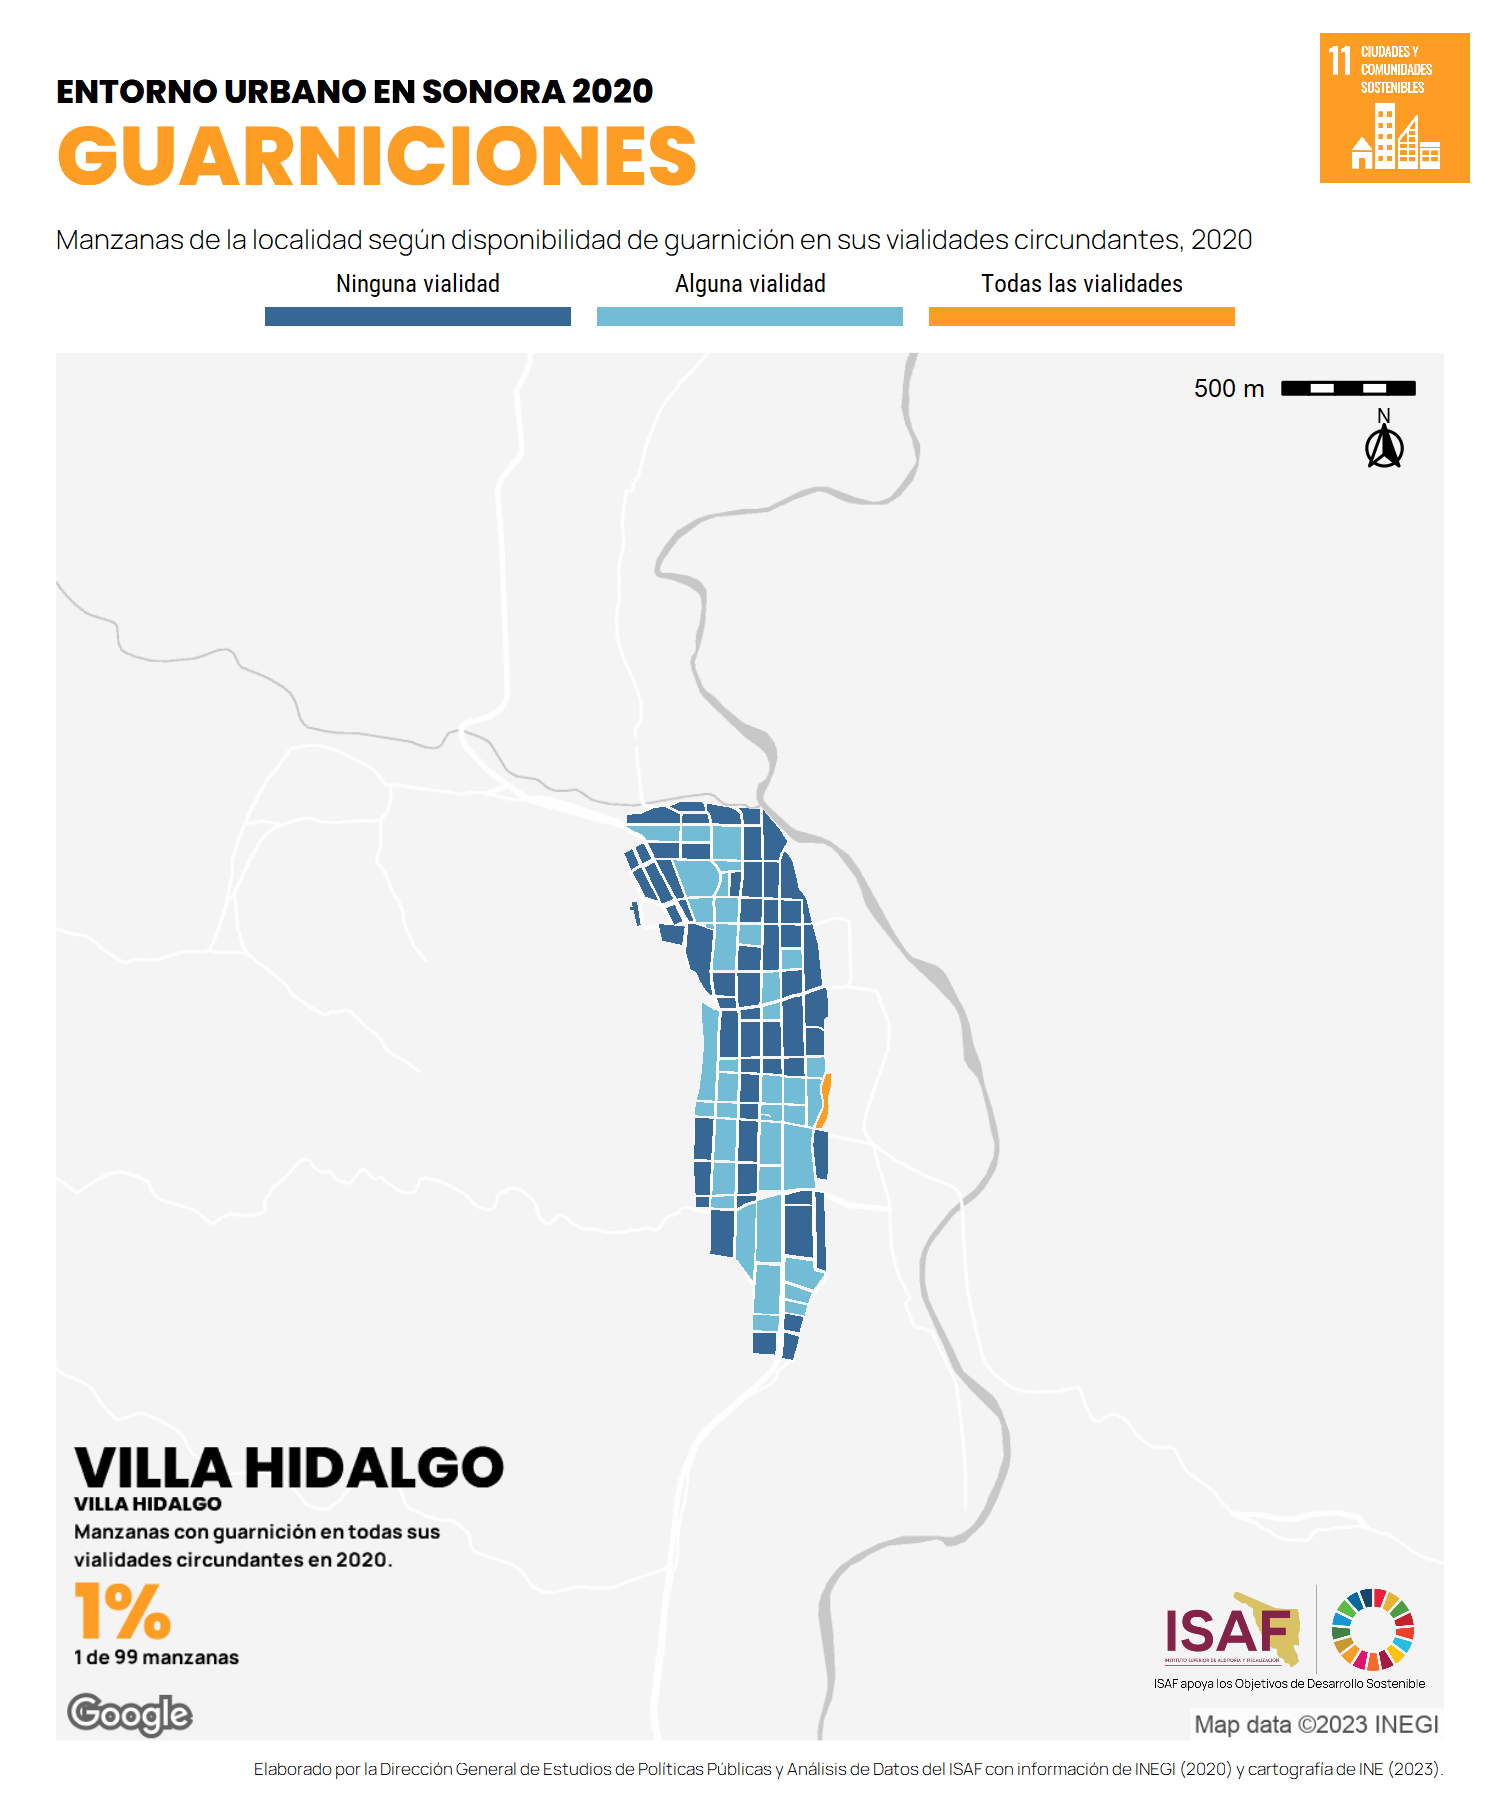 11 CIUDADES Y
COMUNIDADES
SOSTENIBLES
ENTORNO URBANO EN SONORA 2020
GUARNICIONES
Manzanas de la localidad según disponibilidad de guarnición en sus vialidades circundantes, 2020
Ninguna vialidad
Alguna vialidad
Todas las vialidades
500 m
N
VILLA HIDALGO
VILLA HIDALGO
Manzanas con guarnición en todas sus
vialidades circundantes en 2020.
1%
1 de 99 manzanas
Google
ISAF
INSTITUTO SUPERIOR DE AUDITORÍA Y FISCALIZACIÓN
ISAF apoya los Objetivos de Desarrollo Sostenible
Map data ©2023 INEGI
Elaborado por la Dirección General de Estudios de Políticas Públicas y Análisis de Datos del ISAF con información de INEGI (2020) y cartografía de INE (2023).